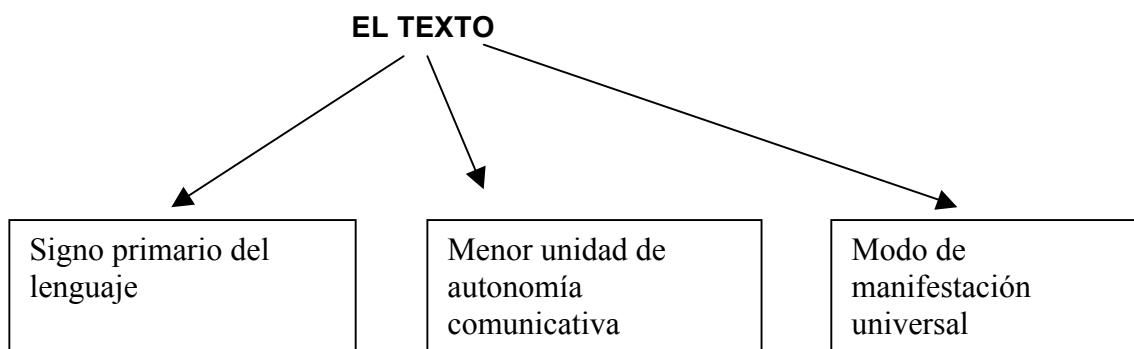 EL TEXTO
Signo primario del
lenguaje
Menor unidad de
autonomía
comunicativa
Modo de
manifestación
universal